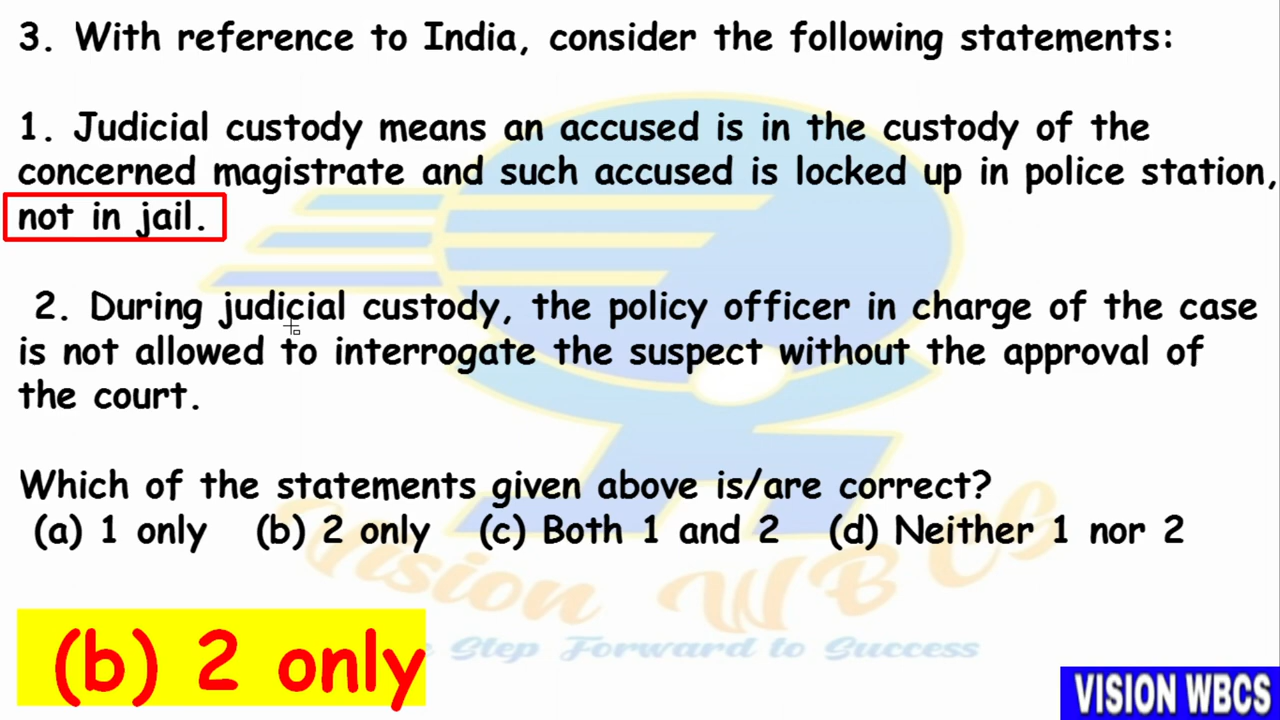 3. With reference to India, consider the following statements:
1. Judicial custody means an accused is in the custody of the
concerned magistrate and such accused is locked up in police station,
not in jail.
2. During judicial custody, the policy officer in charge of the case
is not allowed to interrogate the suspect without the approval of
the court.
Which of the statements given above is/are correct?
(a) 1 only (b) 2 only (c) Both 1 and 2 (d) Neither 1 nor 2
Vision WBCS
Step Forward to Success
(b) 2 only
VISION WBCS